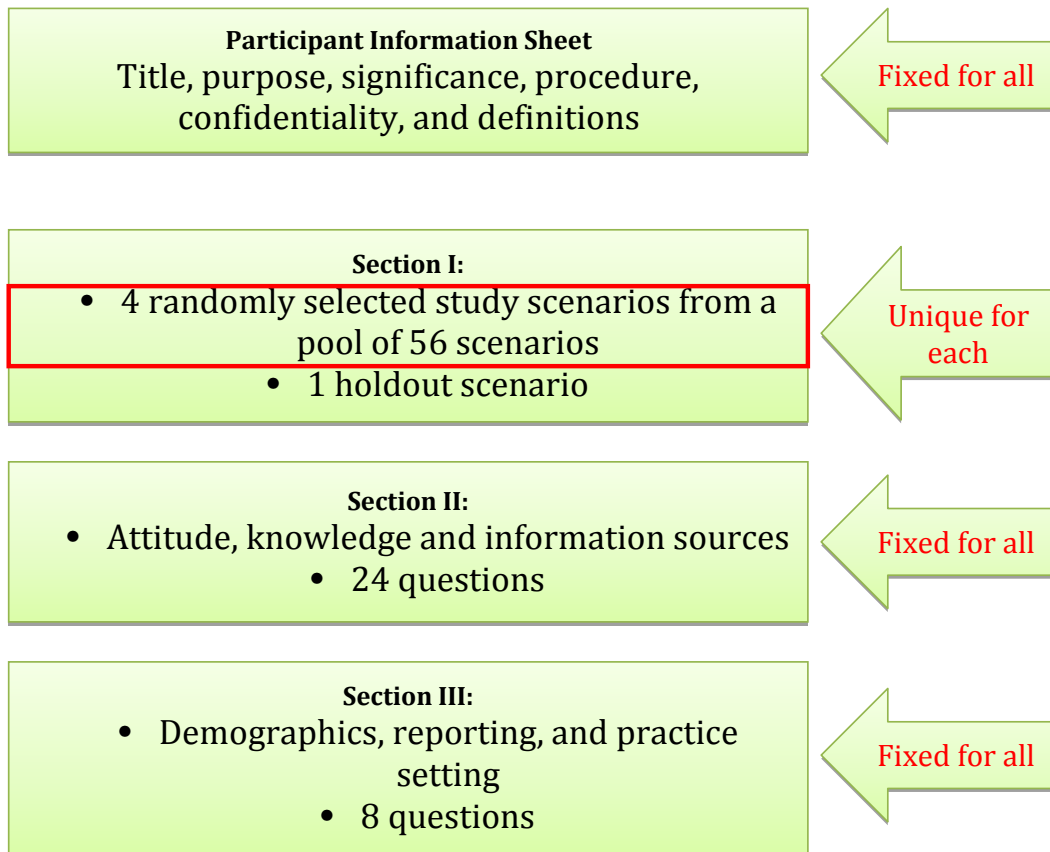 Participant Information Sheet
Title, purpose, significance, procedure,
confidentiality, and definitions
Fixed for all
Section I:
• 4 randomly selected study scenarios from a
pool of 56 scenarios
• 1 holdout scenario
Unique for
each
Section II:
• Attitude, knowledge and information sources
• 24 questions
Fixed for all
Section III:
• Demographics, reporting, and practice
setting
• 8 questions
Fixed for all